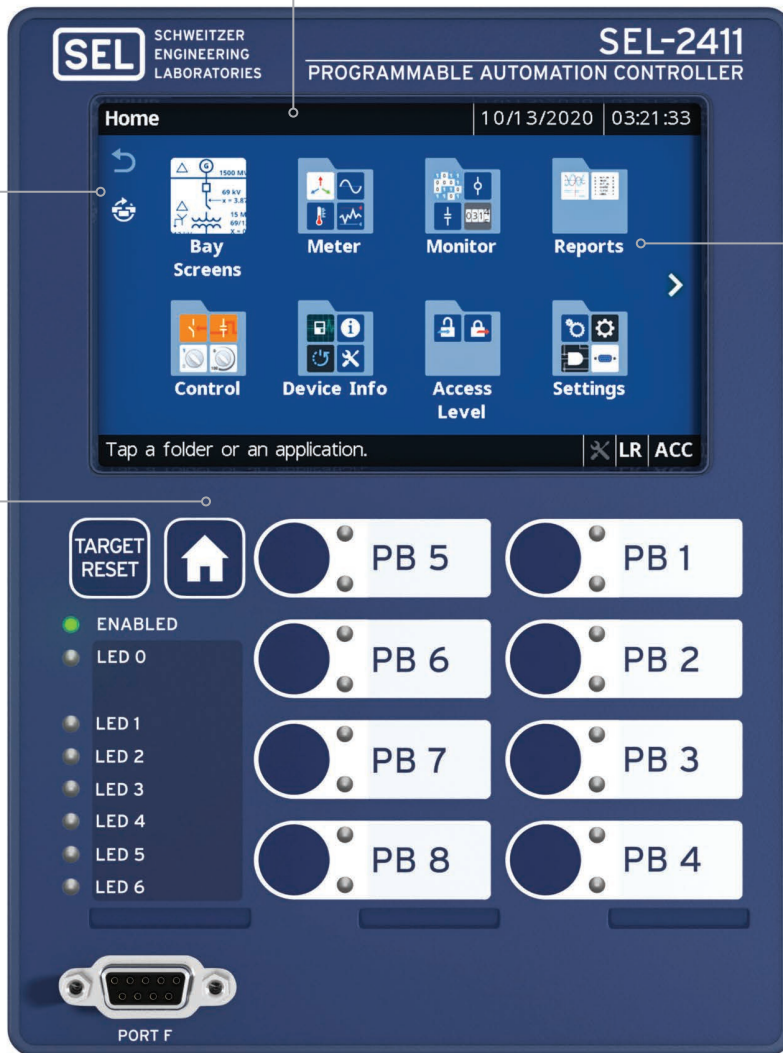 SEL
SCHWEITZER
ENGINEERING
LABORATORIES
SEL-2411
PROGRAMMABLE AUTOMATION CONTROLLER
Home
10/13/2020
03:21:33
G
1500
69 kV
15 M
Bay
Screens
Meter
Monitor
Reports
Control
Device Info
Access
Level
Settings
Tap a folder or an application.
LR
ACC
TARGET
RESET
PB 5
PB 1
ENABLED
LED 0
PB 6
PB 2
LED 1
LED 2
PB 7
PB 3
LED 3
LED 4
LED 5
PB 8
PB 4
LED 6
PORT F